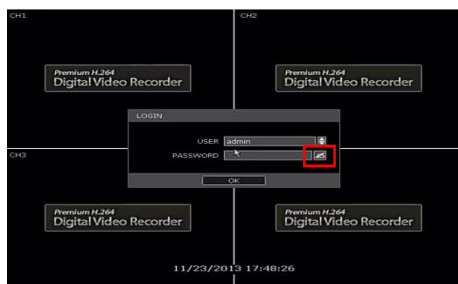 CH1
CH2
Premium H.264
Digital Video Recorder
Premium H.264
Digital Video Recorder
LOGIN
USER admin
PASSWORD
OK
CH3
Premium H.264
Digital Video Recorder
Premium H.264
Digital Video Recorder
11/23/2013 17:48:26